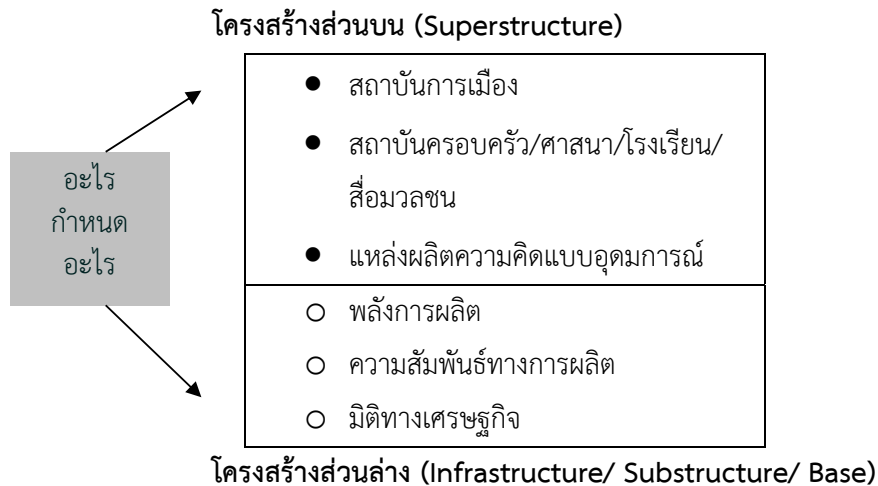 โครงสร้างส่วนบน (Superstructure)
● สถาบันการเมือง
● สถาบันครอบครัว/ศาสนา/โรงเรียน/
สื่อมวลชน
● แหล่งผลิตความคิดแบบอุดมการณ์
อะไร
กำหนด
อะไร
○ พลังการผลิต
○ ความสัมพันธ์ทางการผลิต
○ มิติทางเศรษฐกิจ
โครงสร้างส่วนล่าง (Infrastructure/ Substructure/ Base)